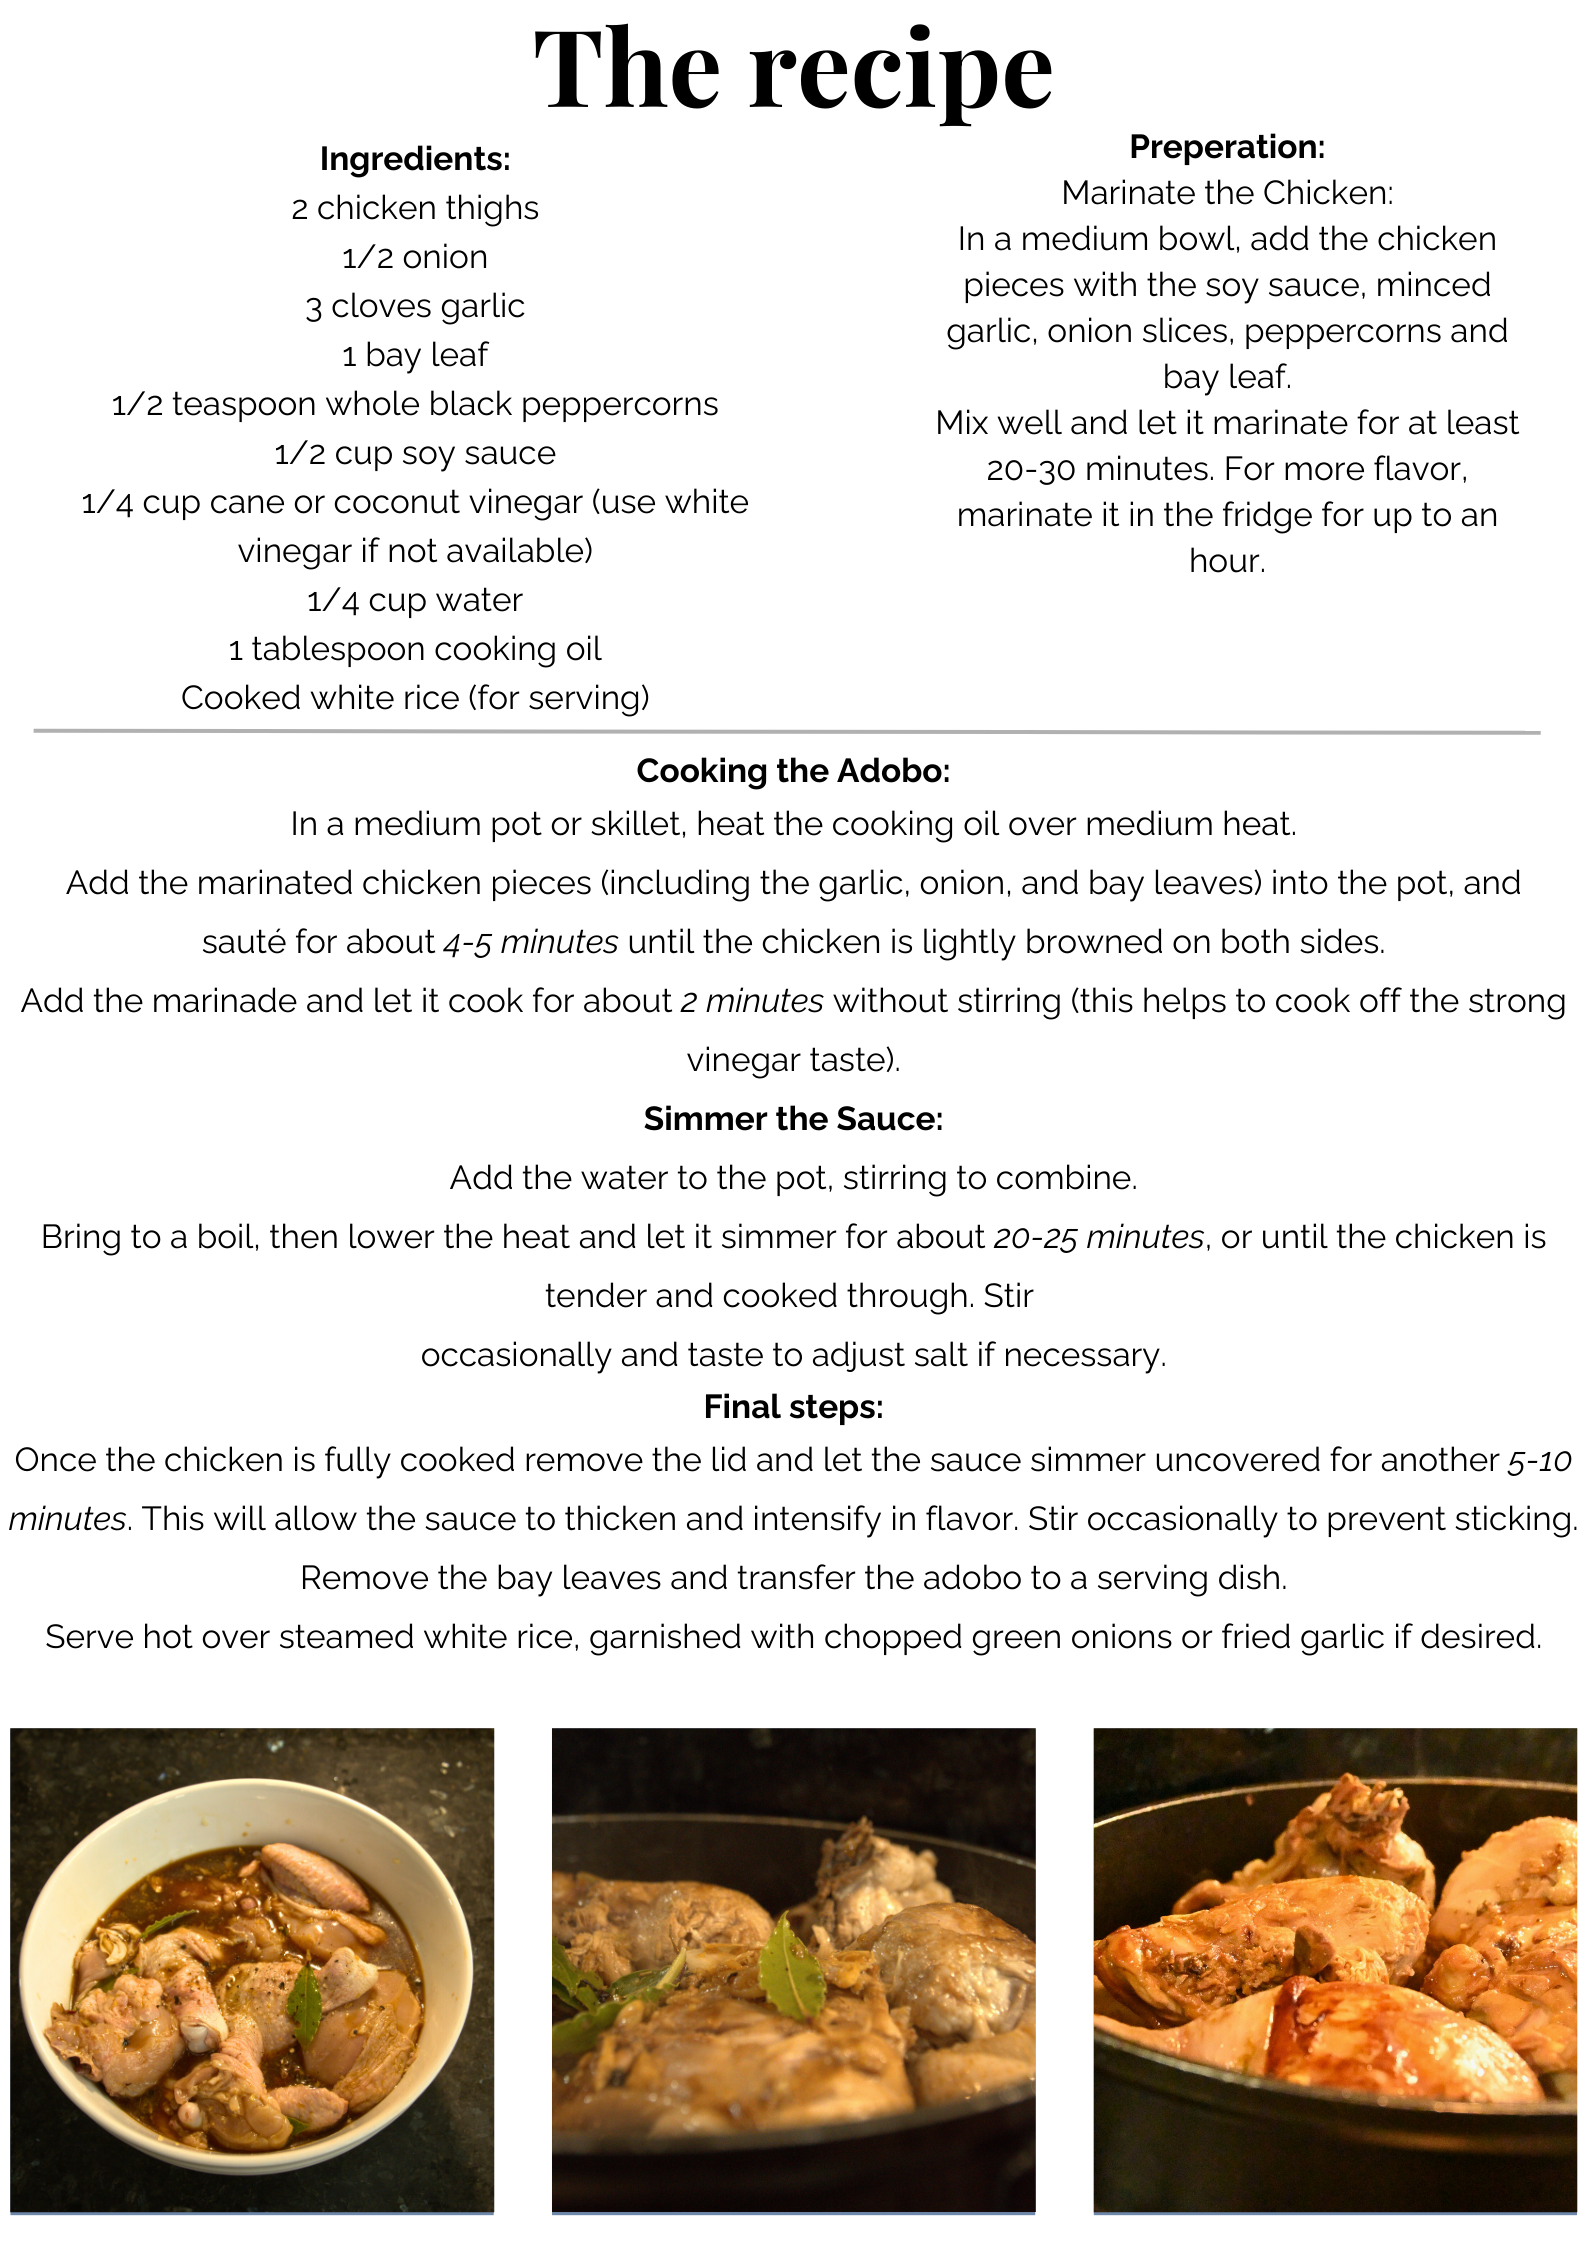 The recipe
Ingredients:
2 chicken thighs
1/2 onion
3 cloves garlic
1 bay leaf
1/2 teaspoon whole black peppercorns
1/2 cup soy sauce
1/4 cup cane or coconut vinegar (use white
vinegar if not available)
1/4 cup water
1 tablespoon cooking oil
Cooked white rice (for serving)
Preperation:
Marinate the Chicken:
In a medium bowl, add the chicken
pieces with the soy sauce, minced
garlic, onion slices, peppercorns and
bay leaf.
Mix well and let it marinate for at least
20-30 minutes. For more flavor,
marinate it in the fridge for up to an
hour.
Cooking the Adobo:
In a medium pot or skillet, heat the cooking oil over medium heat.
Add the marinated chicken pieces (including the garlic, onion, and bay leaves) into the pot, and
sauté for about 4-5 minutes until the chicken is lightly browned on both sides.
Add the marinade and let it cook for about 2 minutes without stirring (this helps to cook off the strong
vinegar taste).
Simmer the Sauce:
Add the water to the pot, stirring to combine.
Bring to a boil, then lower the heat and let it simmer for about 20-25 minutes, or until the chicken is
tender and cooked through. Stir
occasionally and taste to adjust salt if necessary.
Final steps:
Once the chicken is fully cooked remove the lid and let the sauce simmer uncovered for another 5-10
minutes. This will allow the sauce to thicken and intensify in flavor. Stir occasionally to prevent sticking.
Remove the bay leaves and transfer the adobo to a serving dish.
Serve hot over steamed white rice, garnished with chopped green onions or fried garlic if desired.